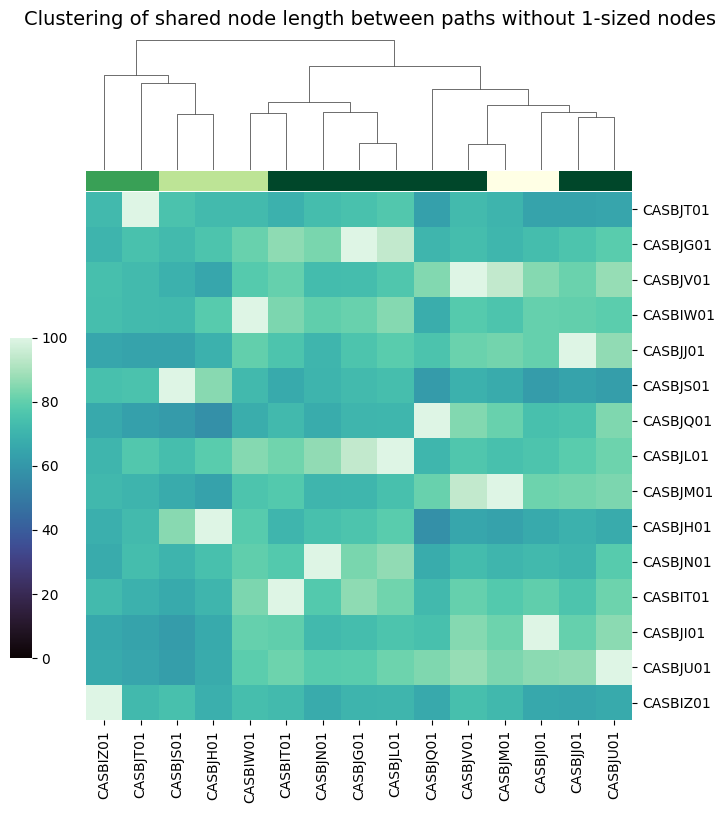 Clustering of shared node length between paths without 1-sized nodes
CASBJT01
CASBJG01
CASBJV01
CASBIW01
CASBJJ01
CASBJS01
CASBJQ01
CASBJL01
CASBJM01
CASBJH01
CASBJN01
CASBIT01
CASBJI01
CASBJU01
CASBIZ01
100
80
60
40
20
0
CASBIZ01
CASBJT01
CASBJS01
CASBJH01
CASBIW01
CASBIT01
CASBJN01
CASBJG01
CASBJL01
CASBJQ01
CASBJV01
CASBJM01
CASBJI01
CASBJJ01
CASBJU01